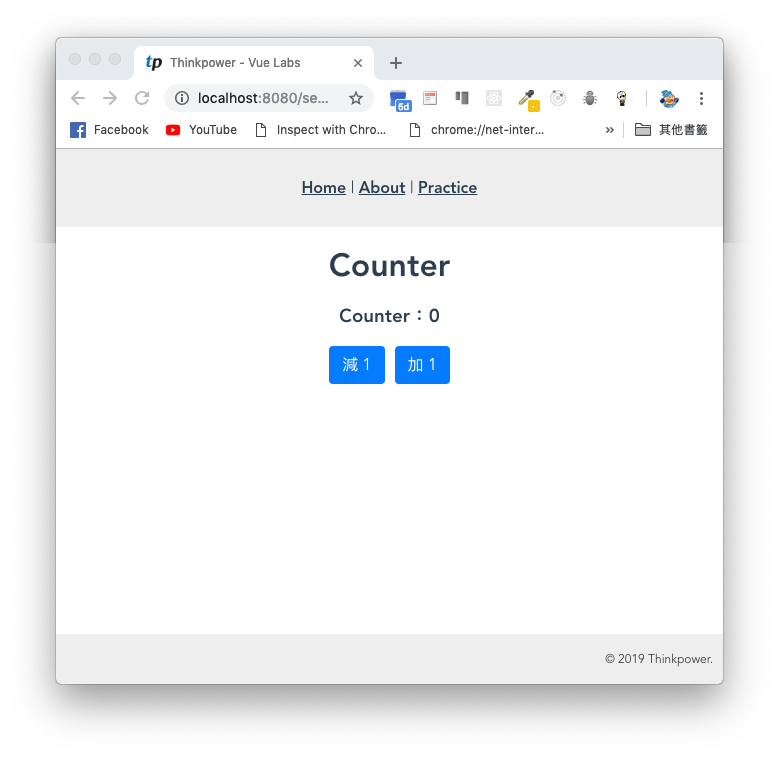 tp Thinkpower - Vue Labs
localhost:8080/se...
6d
Facebook YouTube Inspect with Chro... chrome://net-inter... » 其他書籤
Home | About | Practice
Counter
Counter：0
減 1 加 1
© 2019 Thinkpower.